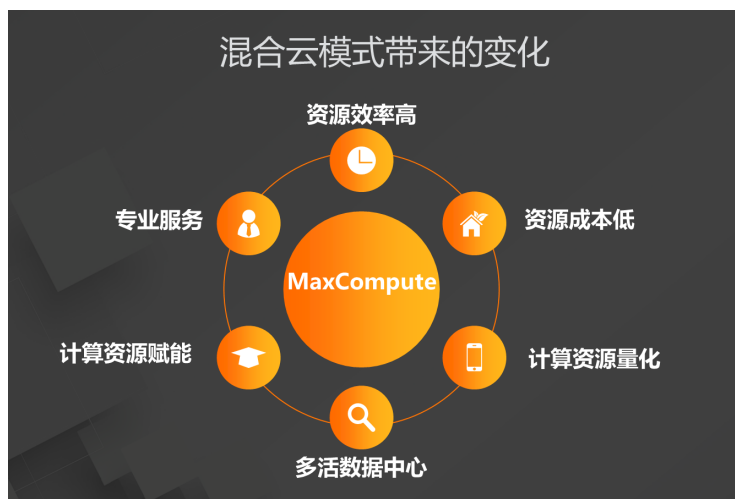 混合云模式带来的变化
资源效率高
专业服务
资源成本低
MaxCompute
计算资源赋能
计算资源量化
多活数据中心